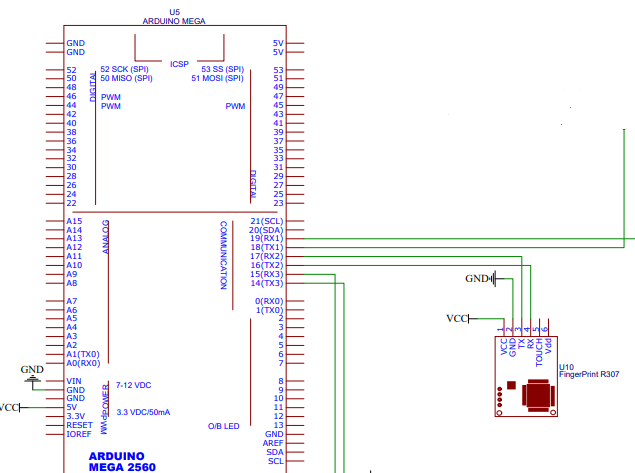 U5
ARDUINO MEGA
GND 5V
GND 5V
ICSP
52 52 SCK (SPI) 53 SS (SPI) 53
50 50 MISO (SPI) 51 MOSI (SPI) 51
48 49
46 PWM 47
44 PWM PWM 45
42 43
40 41
38 39
36 37
34 35
32 33
30 31
28 29
26 27
24 25
22 23
DIGITAL
DIGITAL
A15 21(SCL)
A14 20(SDA)
A13 19(RX1)
A12 18(TX1)
A11 17(RX2)
A10 16(TX2)
A9 15(RX3)
A8 14(TX3)
ANALOG
COMMUNICATION
A7 0(RX0)
A6 1(TX0)
A5 2
A4 3
A3 4
A2 5
A1(TX0) 6
A0(RX0) 7
GND
VIN 7-12 VDC 8
GND 9
GND 10
VCC 5V 11
3.3V 3.3 VDC/50mA 12
RESET O/B LED 13
IOREF GND
POWER
PWM
AREF
SDA
SCL
ARDUINO
MEGA 2560
GND
VCC
1 2 3 4 5 6
VCC
GND
TX
RX
TOUCH
Vdd
U10
FingerPrint R307